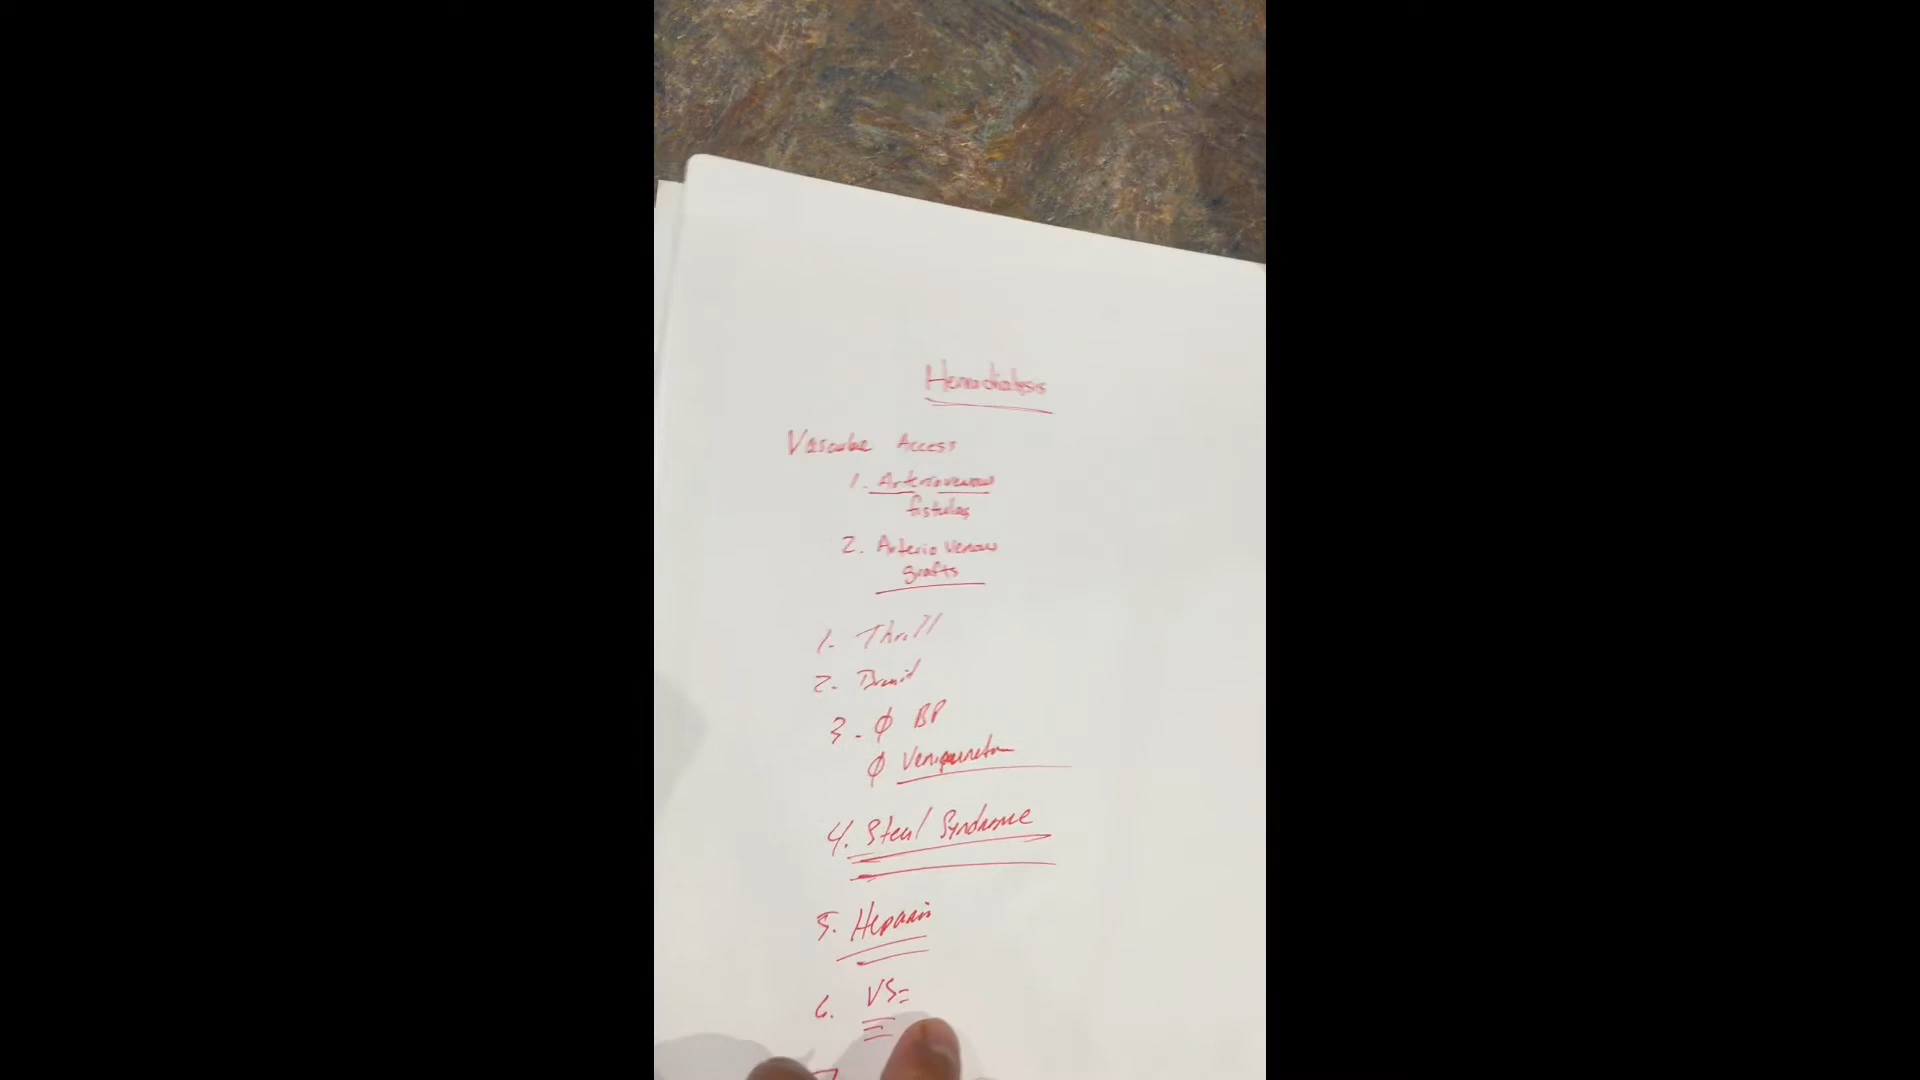 Hemodialysis
Vascular Access
1. Arteriovenous
fistulas
2. Arterio Venous
grafts
1. Thrill
2. Bruit
3. ϕ BP
ϕ Venipuncture
4. Steal Syndrome
5. Heparin
6. VS